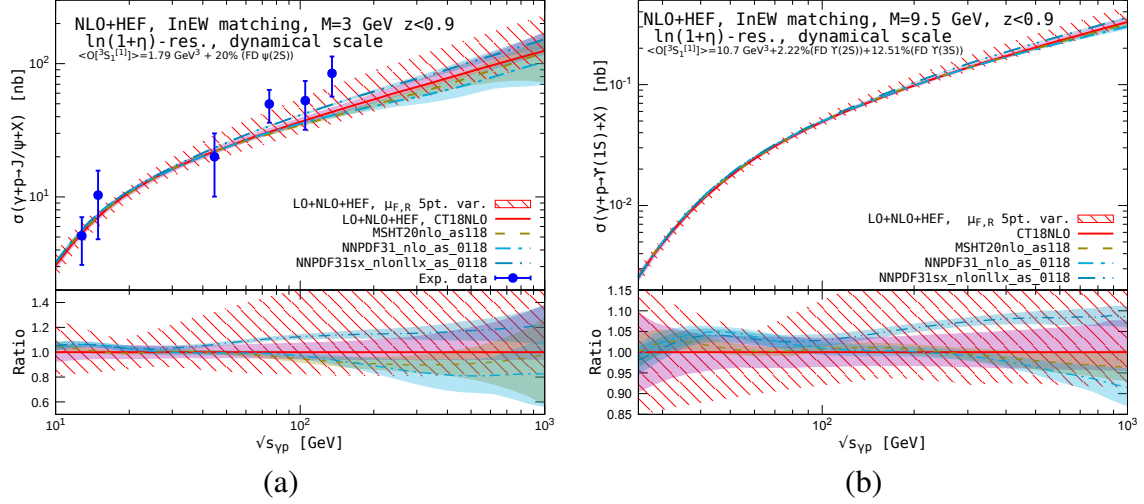 NLO+HEF, InEW matching, M=3 GeV z<0.9
ln(1+η)-res., dynamical scale
<O[³S₁[1]]>=1.79 GeV³ + 20% (FD ψ(2S))
σ(γ+p→J/ψ+X) [nb]
10²
10¹
LO+NLO+HEF, μF,R 5pt. var.
LO+NLO+HEF, CT18NLO
MSHT20nlo_as118
NNPDF31_nlo_as_0118
NNPDF31sx_nlonllx_as_0118
Exp. data
Ratio
1.4
1.2
1.0
0.8
0.6
10¹ 10² 10³
√sγp [GeV]
(a)
NLO+HEF, InEW matching, M=9.5 GeV, z<0.9
ln(1+η)-res., dynamical scale
<O[³S₁[1]]>=10.7 GeV³+2.22%(FD ϒ(2S))+12.51%(FD ϒ(3S))
σ(γ+p→ϒ(1S)+X) [nb]
10⁻¹
10⁻²
LO+NLO+HEF, μF,R 5pt. var.
CT18NLO
MSHT20nlo_as118
NNPDF31_nlo_as_0118
NNPDF31sx_nlonllx_as_0118
Ratio
1.15
1.10
1.05
1.00
0.95
0.90
0.85
10² 10³
√sγp [GeV]
(b)